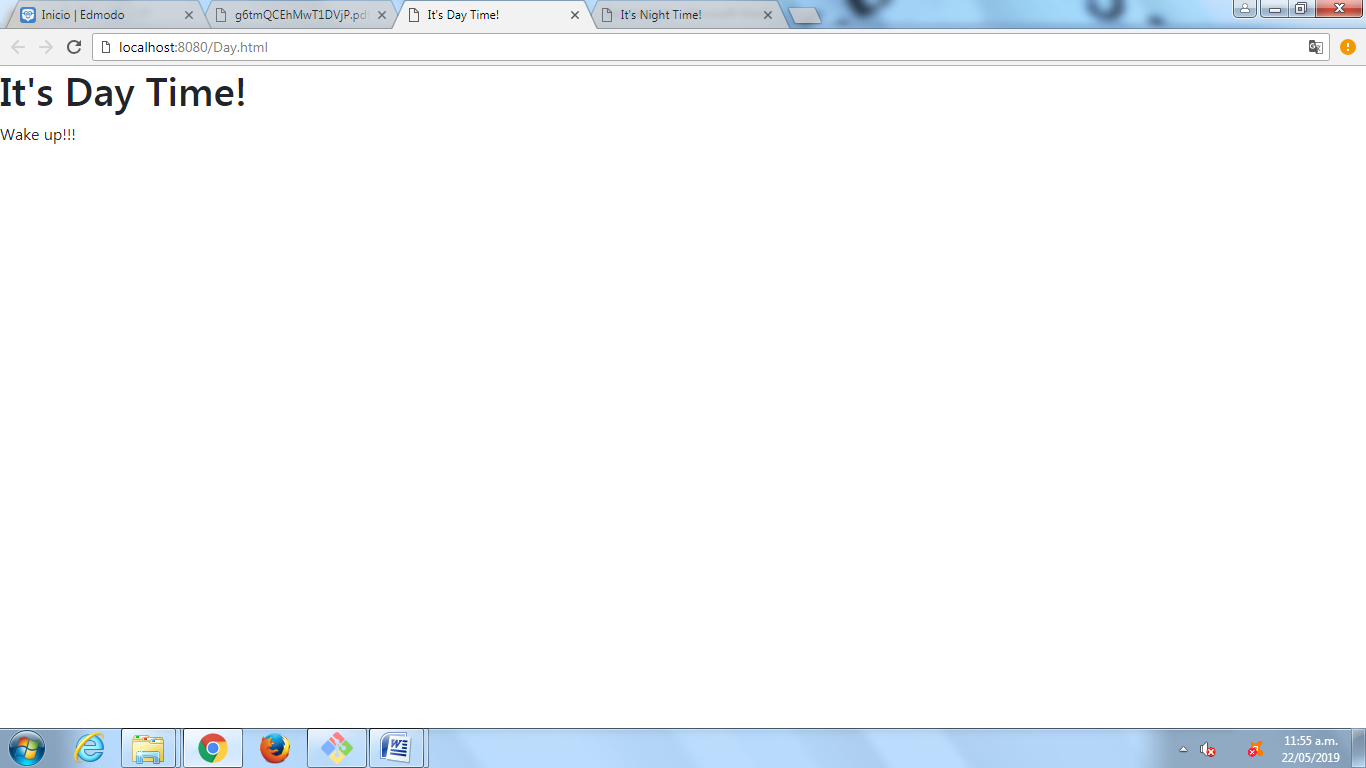 Inicio | Edmodo
g6tmQCEhMwT1DVjP.pd
It's Day Time!
It's Night Time!
localhost:8080/Day.html
It's Day Time!
Wake up!!!
11:55 a.m.
22/05/2019